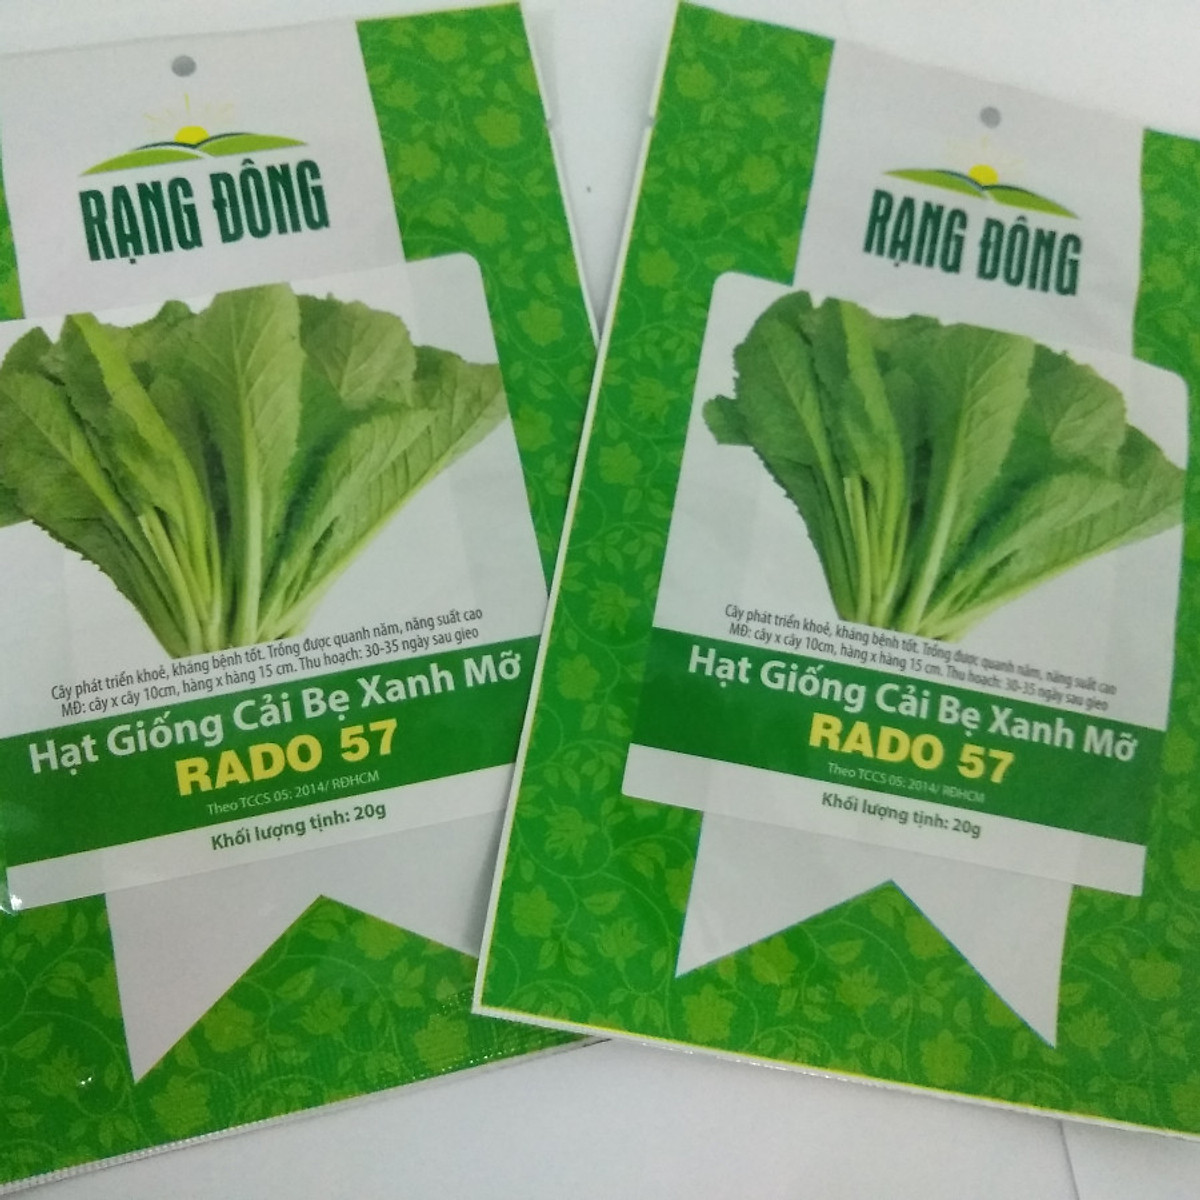 RẠNG ĐÔNG
Cây phát triển khoẻ, kháng bệnh tốt. Trồng được quanh năm, năng suất cao
MĐ: cây x cây 10cm, hàng x hàng 15 cm. Thu hoạch: 30-35 ngày sau gieo
Hạt Giống Cải Bẹ Xanh Mỡ
RADO 57
Theo TCCS 05: 2014/ RĐHCM
Khối lượng tịnh: 20g
RẠNG ĐÔNG
Cây phát triển khoẻ, kháng bệnh tốt. Trồng được quanh năm, năng suất cao
MĐ: cây x cây 10cm, hàng x hàng 15 cm. Thu hoạch: 30-35 ngày sau gieo
Hạt Giống Cải Bẹ Xanh Mỡ
RADO 57
Theo TCCS 05: 2014/ RĐHCM
Khối lượng tịnh: 20g